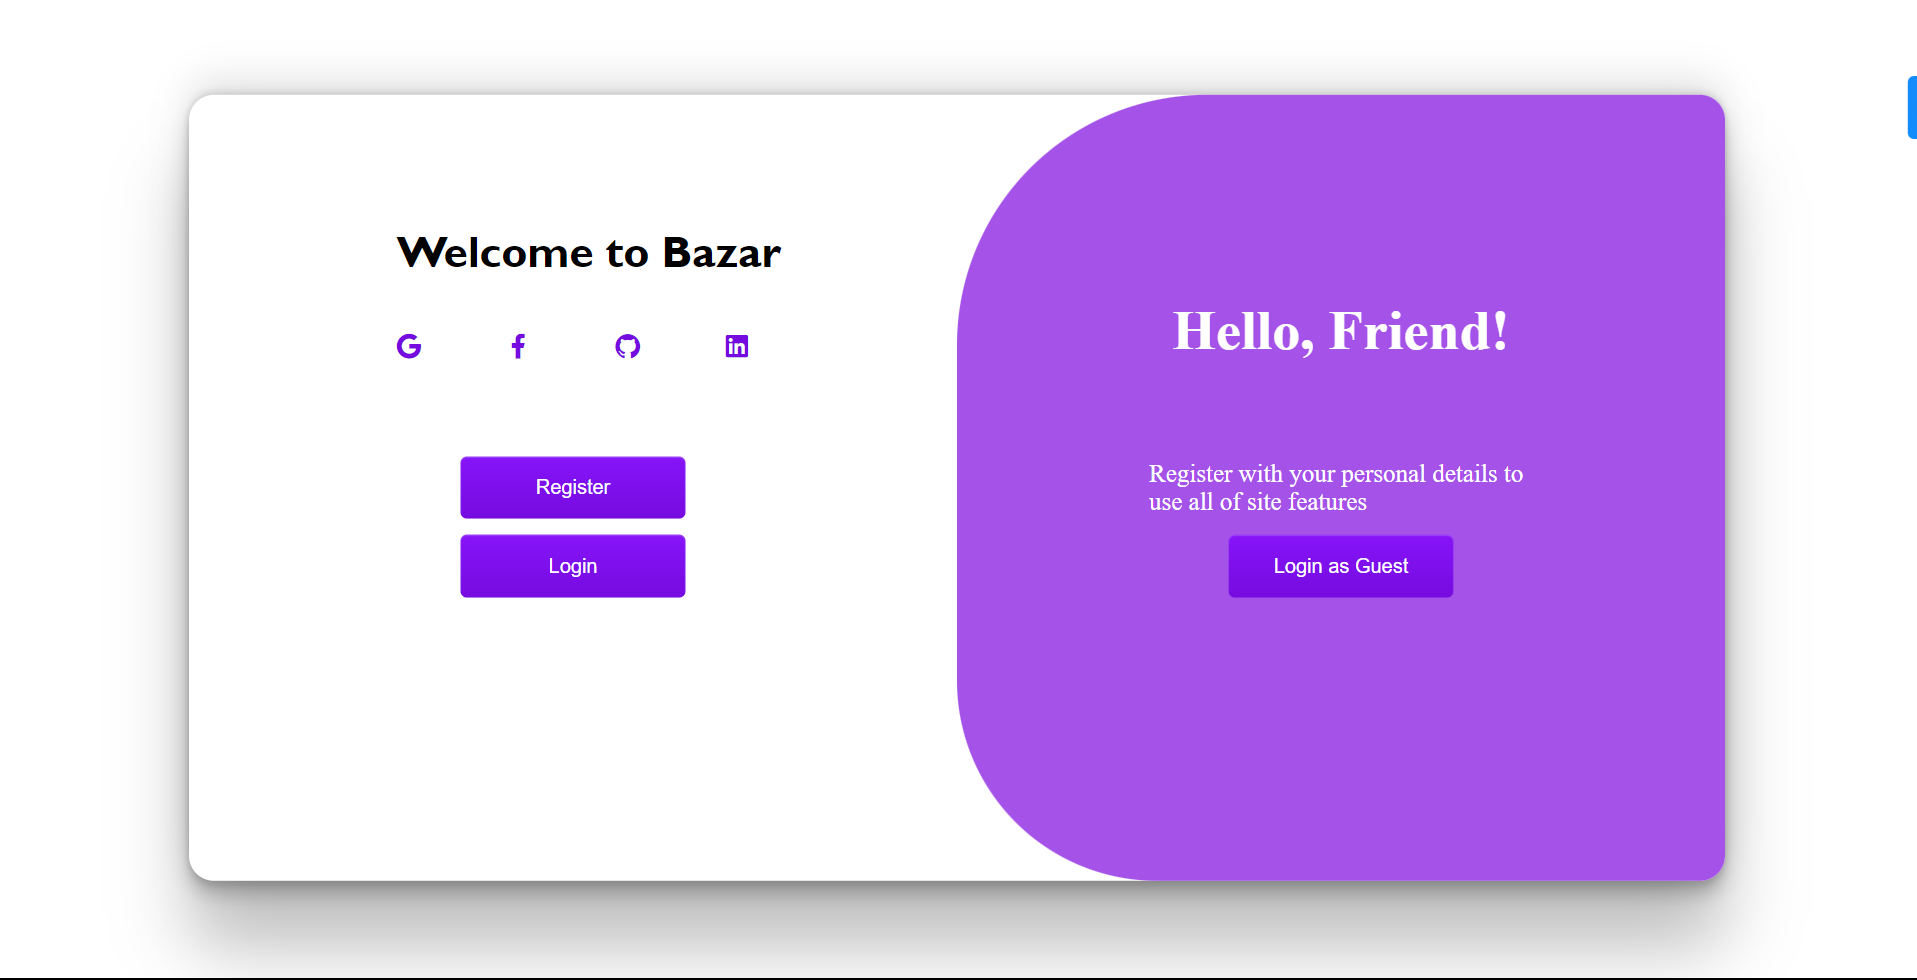 Welcome to Bazar
Register
Login
Hello, Friend!
Register with your personal details to
use all of site features
Login as Guest